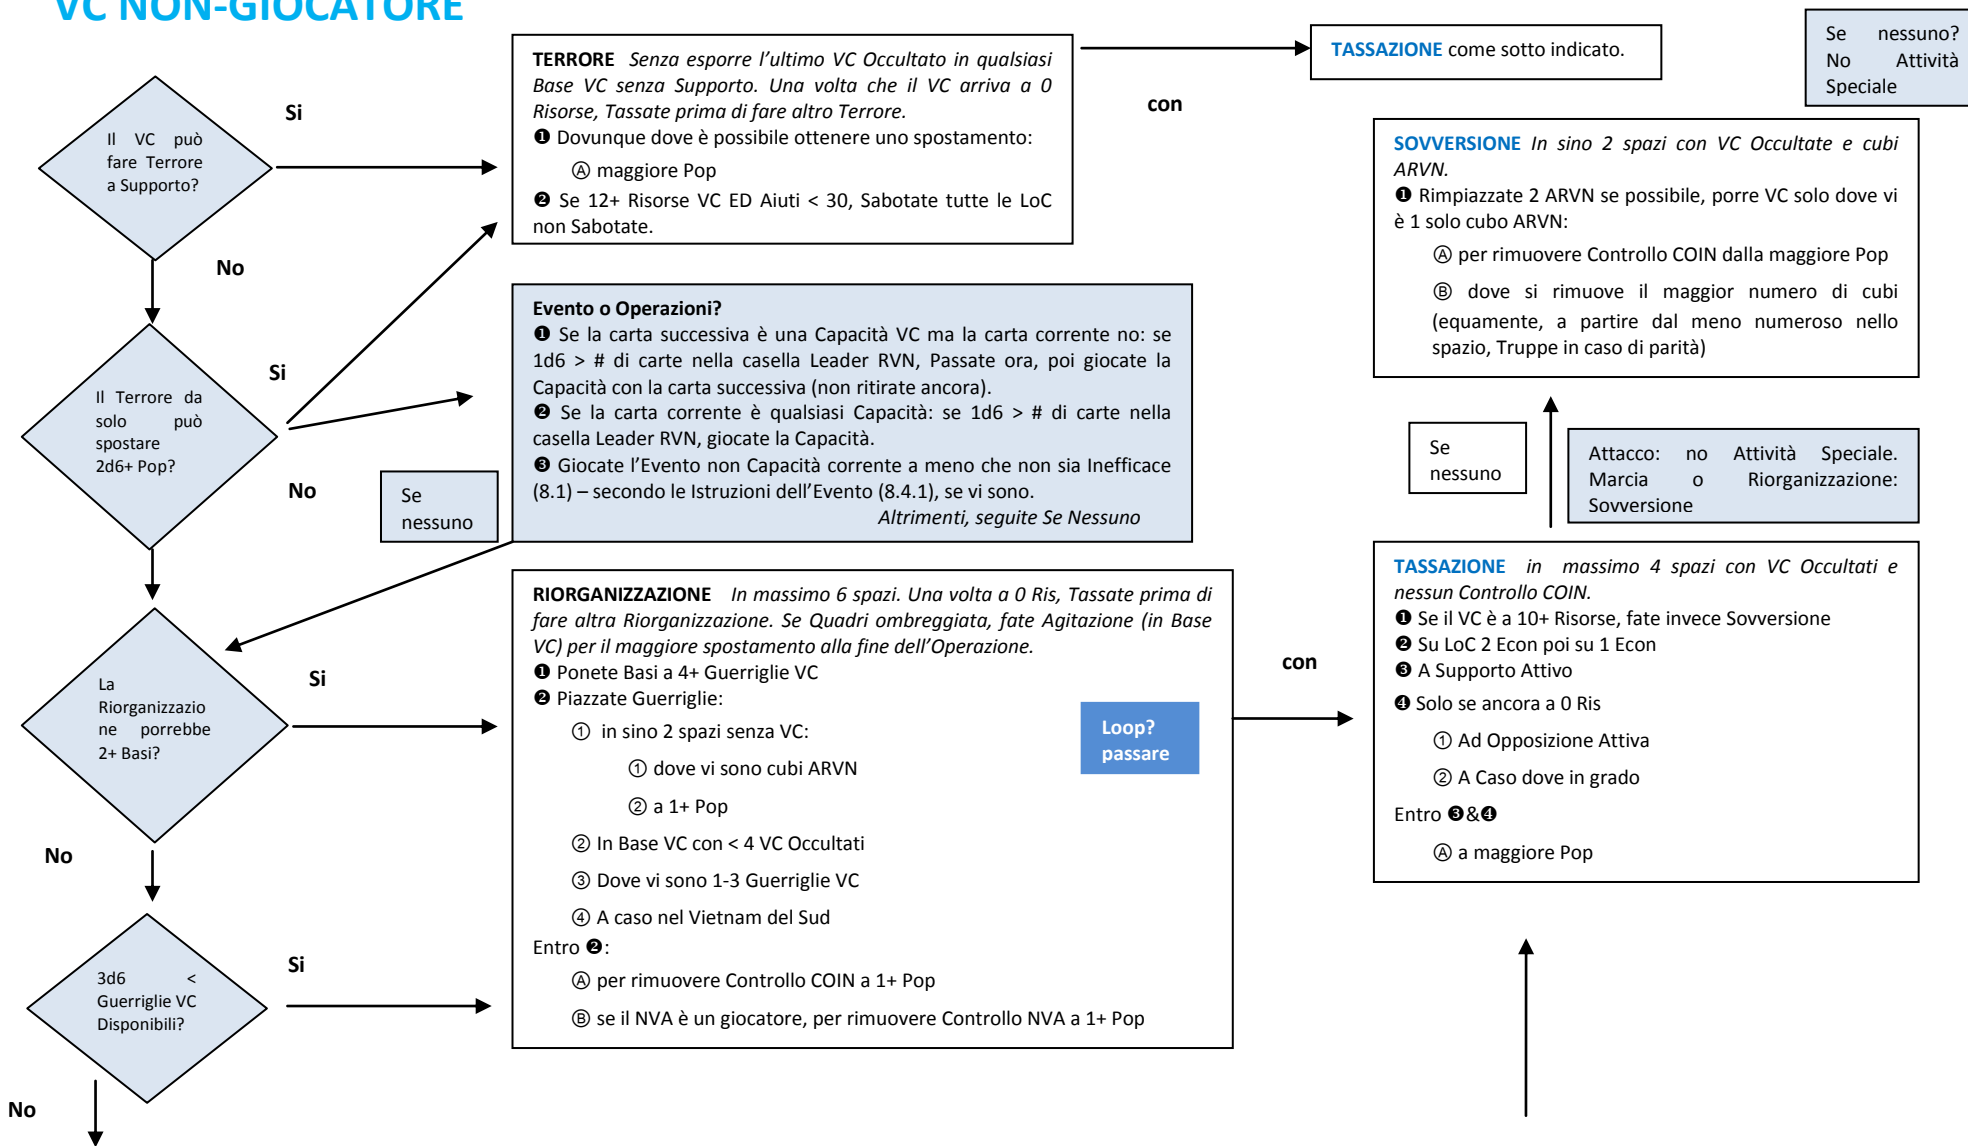 VC NON-GIOCATORE
Il VC può
fare Terrore
a Supporto?
Si
No
TERRORE Senza esporre l’ultimo VC Occultato in qualsiasi
Base VC senza Supporto. Una volta che il VC arriva a 0
Risorse, Tassate prima di fare altro Terrore.
❶ Dovunque dove è possibile ottenere uno spostamento:
Ⓐ maggiore Pop
❷ Se 12+ Risorse VC ED Aiuti < 30, Sabotate tutte le LoC
non Sabotate.
con
TASSAZIONE come sotto indicato.
Se nessuno?
No Attività
Speciale
SOVVERSIONE In sino 2 spazi con VC Occultate e cubi
ARVN.
❶ Rimpiazzate 2 ARVN se possibile, porre VC solo dove vi
è 1 solo cubo ARVN:
Ⓐ per rimuovere Controllo COIN dalla maggiore Pop
Ⓑ dove si rimuove il maggior numero di cubi
(equamente, a partire dal meno numeroso nello
spazio, Truppe in caso di parità)
Il Terrore da
solo può
spostare
2d6+ Pop?
Si
No
Evento o Operazioni?
❶ Se la carta successiva è una Capacità VC ma la carta corrente no: se
1d6 > # di carte nella casella Leader RVN, Passate ora, poi giocate la
Capacità con la carta successiva (non ritirate ancora).
❷ Se la carta corrente è qualsiasi Capacità: se 1d6 > # di carte nella
casella Leader RVN, giocate la Capacità.
❸ Giocate l’Evento non Capacità corrente a meno che non sia Inefficace
(8.1) – secondo le Istruzioni dell’Evento (8.4.1), se vi sono.
Altrimenti, seguite Se Nessuno
Se
nessuno
Se
nessuno
Attacco: no Attività Speciale.
Marcia o Riorganizzazione:
Sovversione
La
Riorganizzazio
ne porrebbe
2+ Basi?
Si
No
RIORGANIZZAZIONE In massimo 6 spazi. Una volta a 0 Ris, Tassate prima di
fare altra Riorganizzazione. Se Quadri ombreggiata, fate Agitazione (in Base
VC) per il maggiore spostamento alla fine dell’Operazione.
❶ Ponete Basi a 4+ Guerriglie VC
❷ Piazzate Guerriglie:
① in sino 2 spazi senza VC:
① dove vi sono cubi ARVN
② a 1+ Pop
② In Base VC con < 4 VC Occultati
③ Dove vi sono 1-3 Guerriglie VC
④ A caso nel Vietnam del Sud
Entro ❷:
Ⓐ per rimuovere Controllo COIN a 1+ Pop
Ⓑ se il NVA è un giocatore, per rimuovere Controllo NVA a 1+ Pop
Loop?
passare
con
TASSAZIONE in massimo 4 spazi con VC Occultati e
nessun Controllo COIN.
❶ Se il VC è a 10+ Risorse, fate invece Sovversione
❷ Su LoC 2 Econ poi su 1 Econ
❸ A Supporto Attivo
❹ Solo se ancora a 0 Ris
① Ad Opposizione Attiva
② A Caso dove in grado
Entro ❸&❹
Ⓐ a maggiore Pop
3d6 <
Guerriglie VC
Disponibili?
Si
No